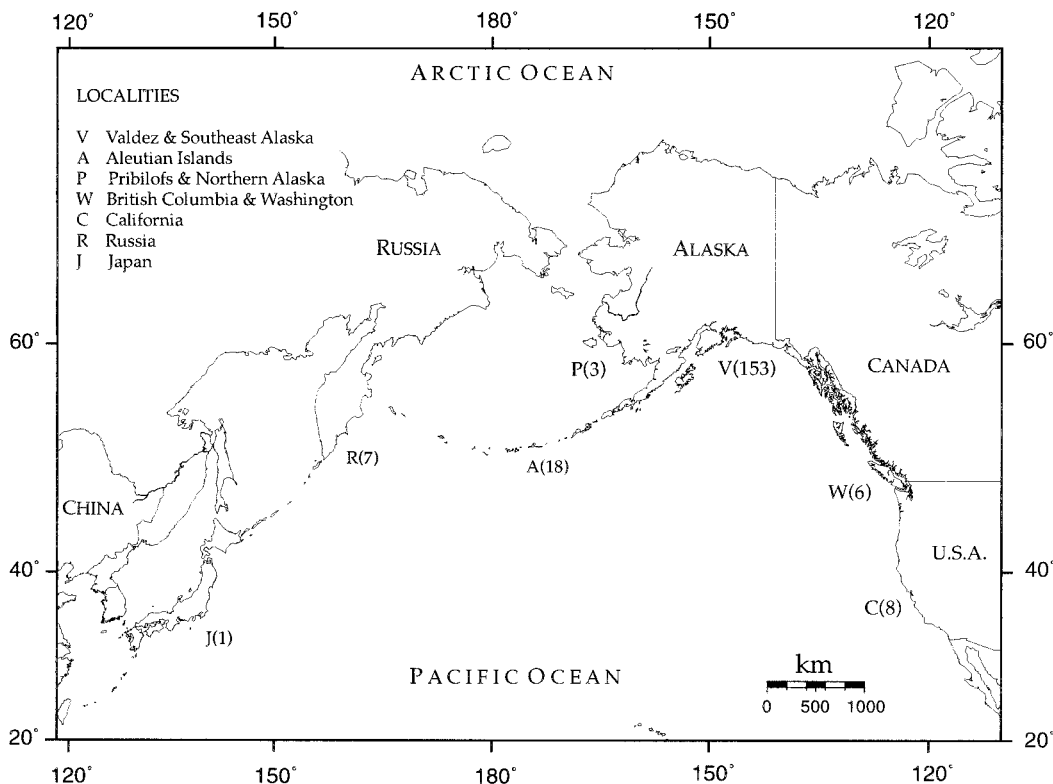 120° 150° 180° 150° 120°
ARCTIC OCEAN
LOCALITIES
V Valdez & Southeast Alaska
A Aleutian Islands
P Pribilofs & Northern Alaska
W British Columbia & Washington
C California
R Russia
J Japan
RUSSIA
ALASKA
60°
60°
P(3)
V(153)
CANADA
R(7)
A(18)
CHINA
W(6)
U.S.A.
40°
40°
C(8)
J(1)
km
PACIFIC OCEAN
0 500 1000
20°
20°
120° 150° 180° 150° 120°